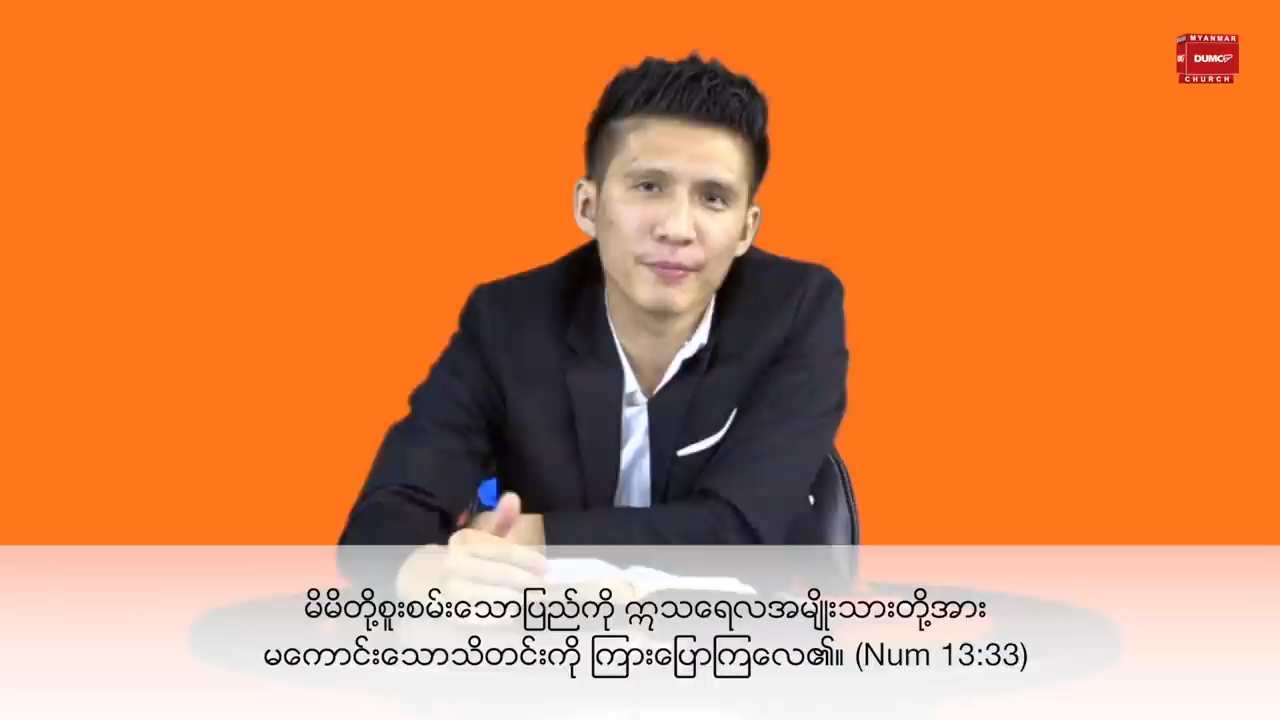 MYANMAR
DUMC
CHURCH
မိမိတို့စူးစမ်းသောပြည်ကို ဣသရေလအမျိုးသားတို့အား
မကောင်းသောသိတင်းကို ကြားပြောကြလေ၏။ (Num 13:33)